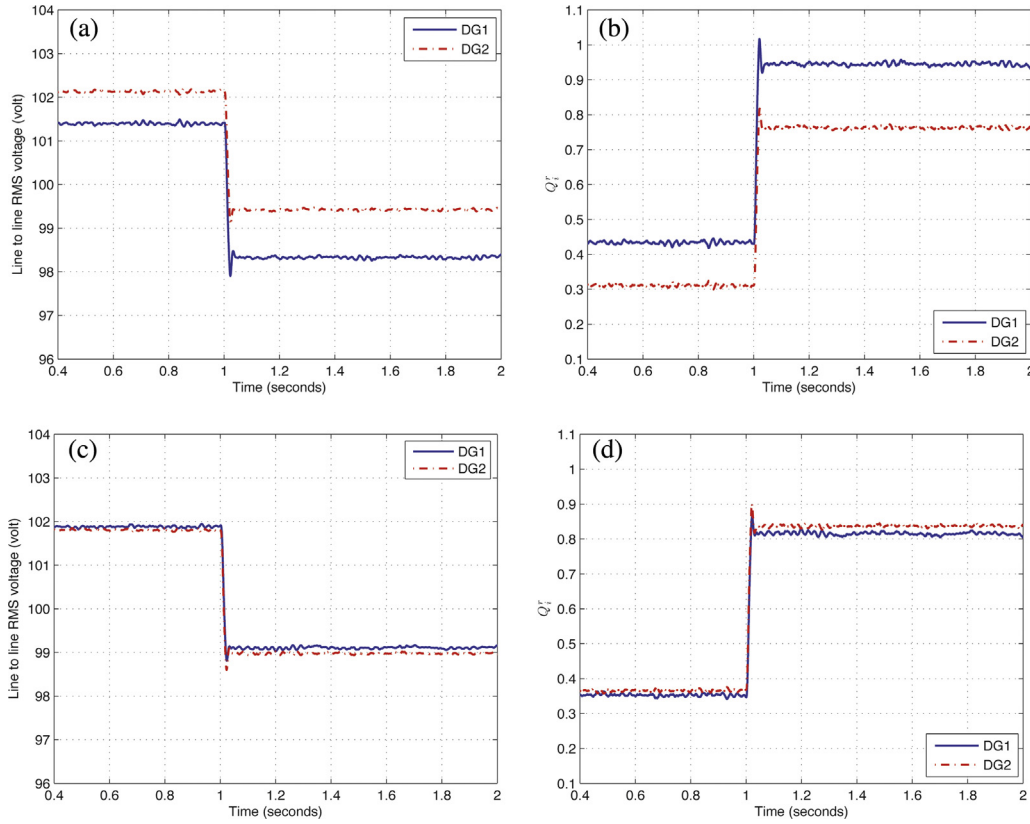 (a)
104
103
102
101
100
99
98
97
96
Line to line RMS voltage (volt)
DG1
DG2
0.4 0.6 0.8 1 1.2 1.4 1.6 1.8 2
Time (seconds)
(b)
1.1
1
0.9
0.8
0.7
0.6
0.5
0.4
0.3
0.2
0.1
Q_i^r
DG1
DG2
0.4 0.6 0.8 1 1.2 1.4 1.6 1.8 2
Time (seconds)
(c)
104
103
102
101
100
99
98
97
96
Line to line RMS voltage (volt)
DG1
DG2
0.4 0.6 0.8 1 1.2 1.4 1.6 1.8 2
Time (seconds)
(d)
1.1
1
0.9
0.8
0.7
0.6
0.5
0.4
0.3
0.2
0.1
Q_i^r
DG1
DG2
0.4 0.6 0.8 1 1.2 1.4 1.6 1.8 2
Time (seconds)